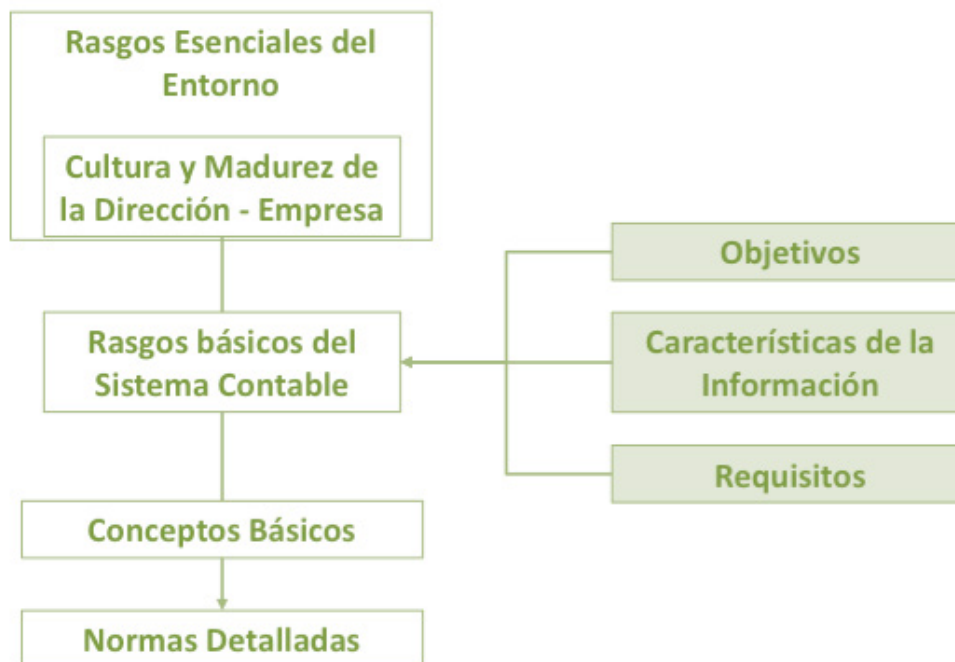 Rasgos Esenciales del
Entorno
Cultura y Madurez de
la Dirección - Empresa
Objetivos
Rasgos básicos del
Sistema Contable
Características de la
Información
Requisitos
Conceptos Básicos
Normas Detalladas